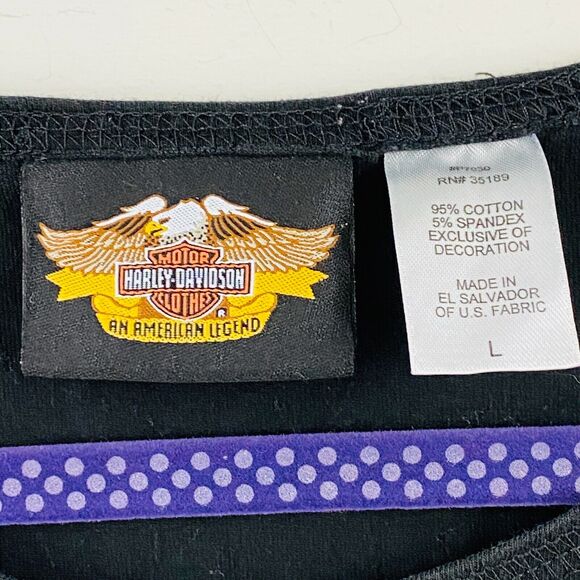 MOTOR
HARLEY-DAVIDSON
CLOTHES
®
AN AMERICAN LEGEND
RN# 35189
95% COTTON
5% SPANDEX
EXCLUSIVE OF
DECORATION
MADE IN
EL SALVADOR
OF U.S. FABRIC
L